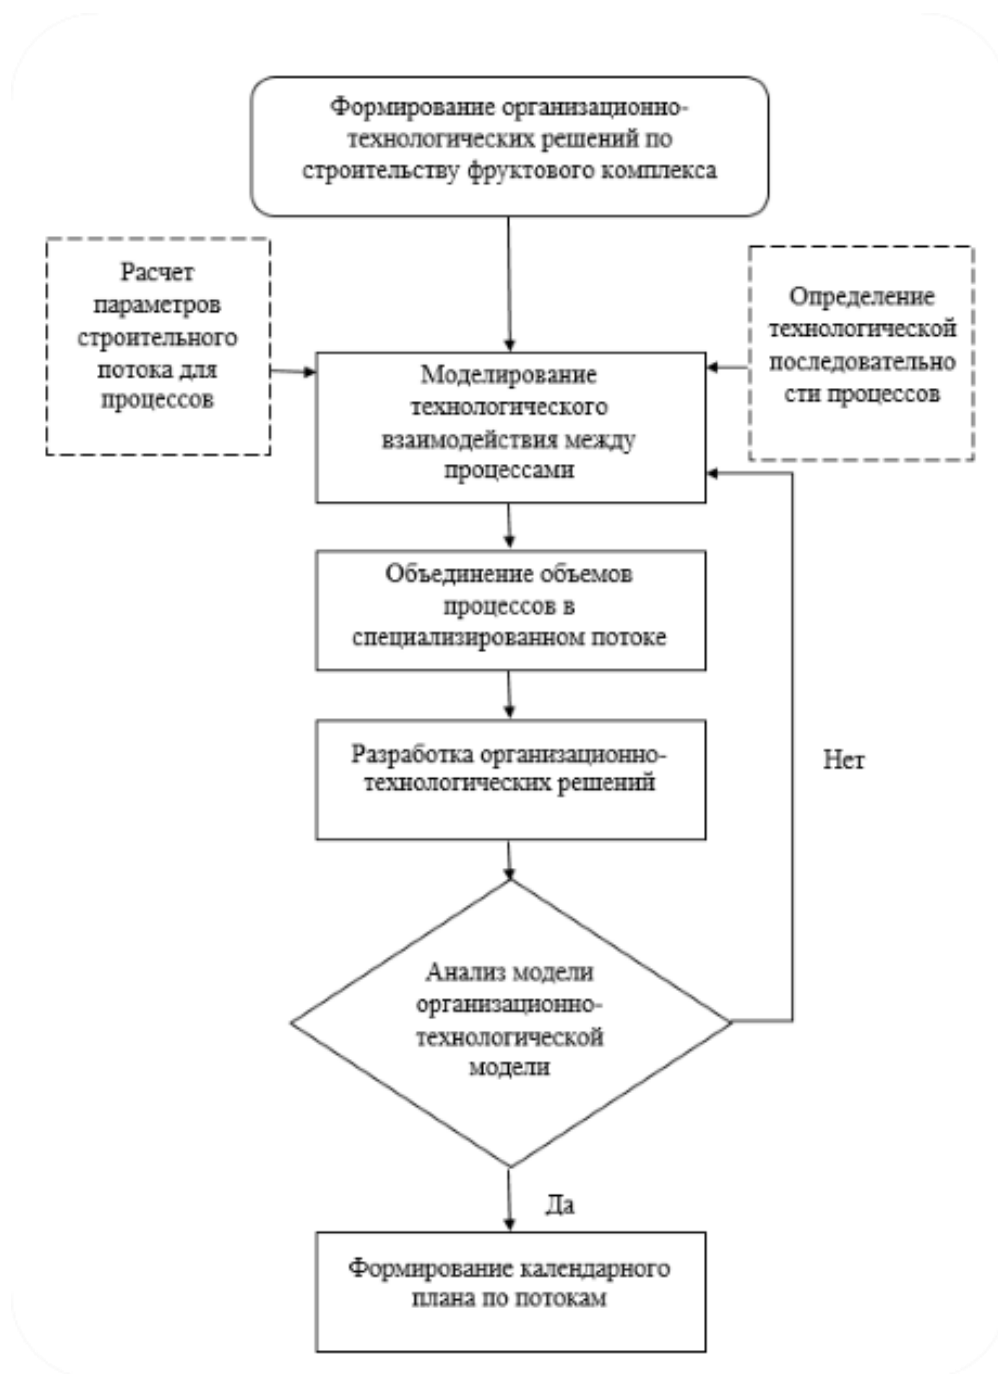 Формирование организационно-
технологических решений по
строительству фруктового комплекса
Расчет
параметров
строительного
потока для
процессов
Определение
технологической
последовательно
сти процессов
Моделирование
технологического
взаимодействия между
процессами
Объединение объемов
процессов в
специализированном потоке
Разработка организационно-
технологических решений
Нет
Анализ модели
организационно-
технологической
модели
Да
Формирование календарного
плана по потокам